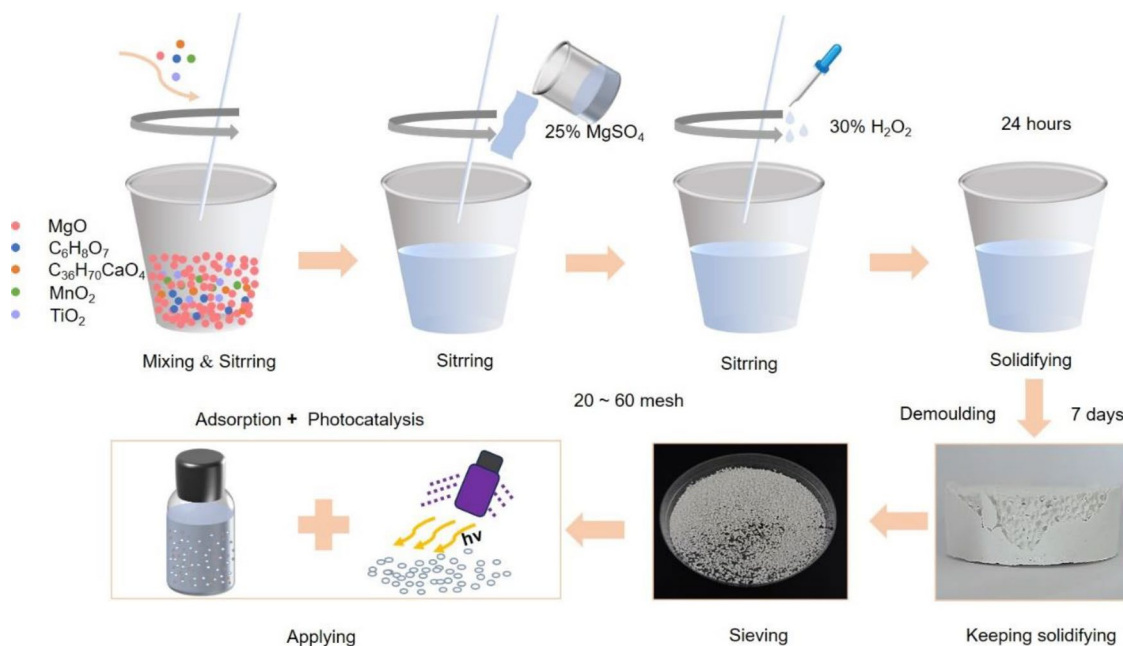 25% MgSO₄
30% H₂O₂
24 hours
MgO
C₆H₈O₇
C₃₆H₇₀CaO₄
MnO₂
TiO₂
Mixing & Sitrring
Sitrring
Sitrring
Solidifying
Adsorption + Photocatalysis
20 ~ 60 mesh
Demoulding
7 days
hv
Applying
Sieving
Keeping solidifying